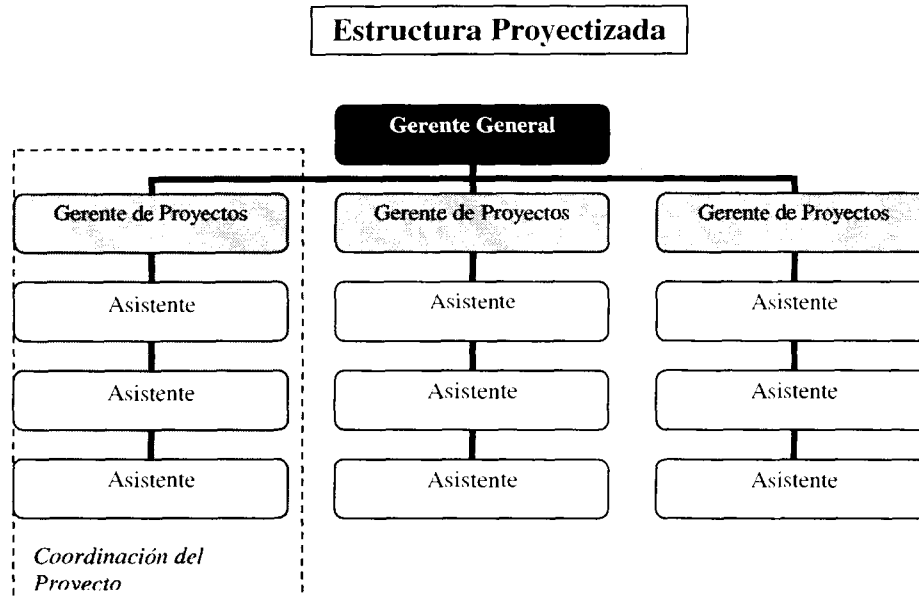 Estructura Proyectizada
Gerente General
Gerente de Proyectos
Gerente de Proyectos
Gerente de Proyectos
Asistente
Asistente
Asistente
Asistente
Asistente
Asistente
Asistente
Asistente
Asistente
Coordinación del
Proyecto